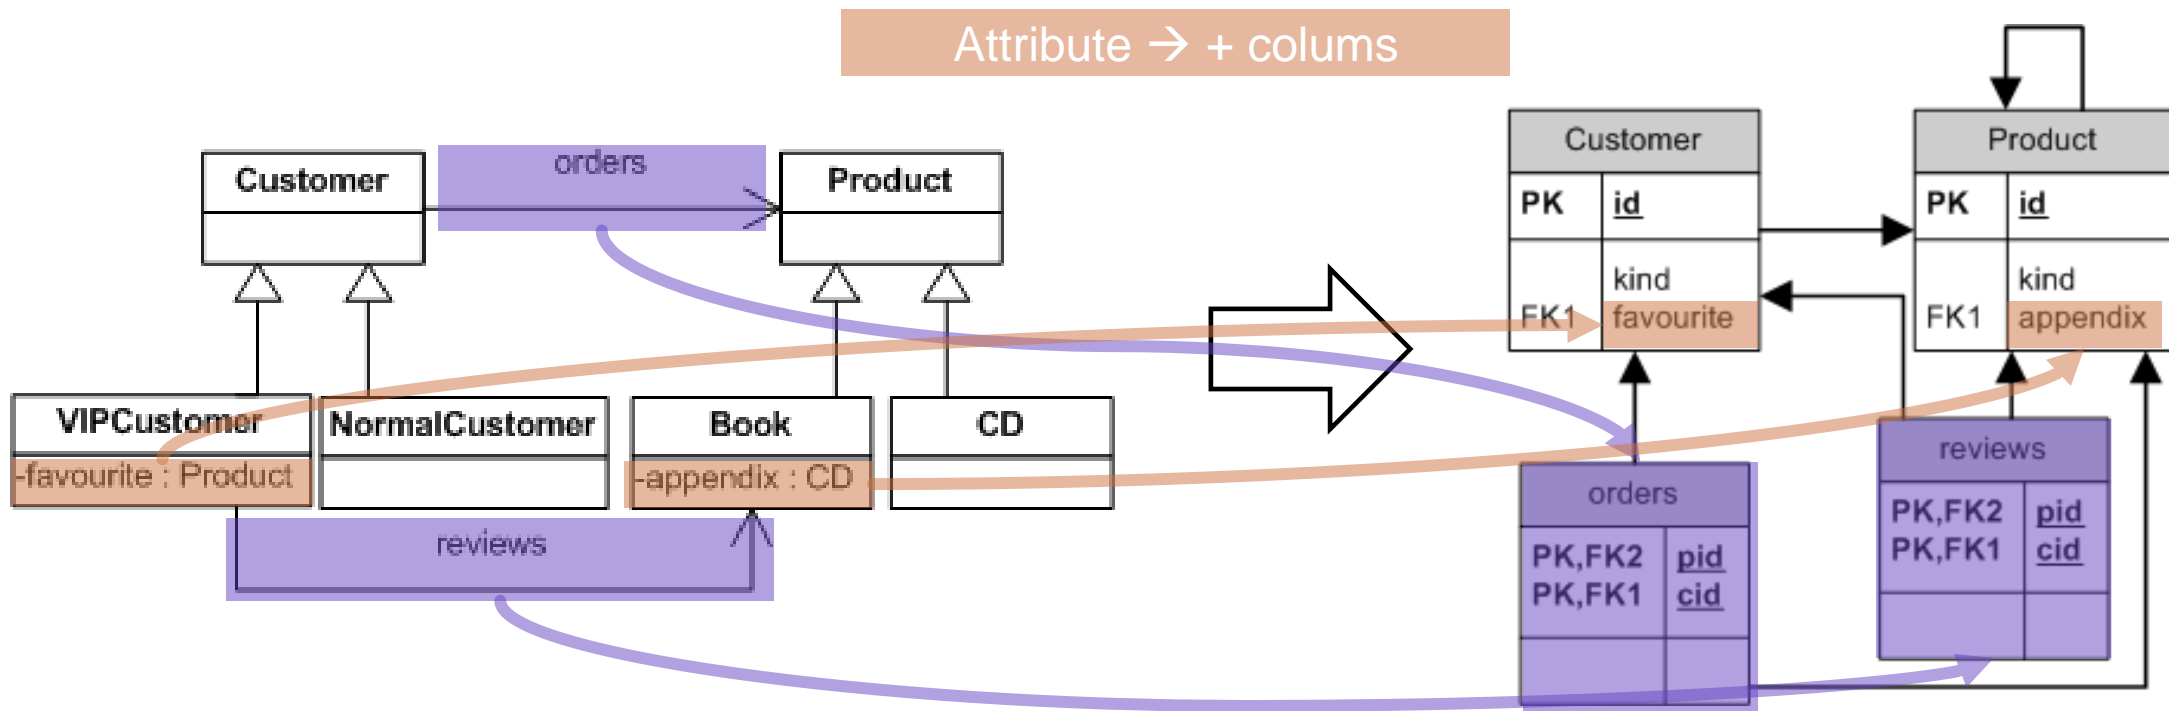 Attribute → + colums
Customer
orders
Product
VIPCustomer
-favourite : Product
NormalCustomer
Book
-appendix : CD
CD
reviews
Customer
PK id
kind
FK1 favourite
Product
PK id
kind
FK1 appendix
orders
PK,FK2 pid
PK,FK1 cid
reviews
PK,FK2 pid
PK,FK1 cid